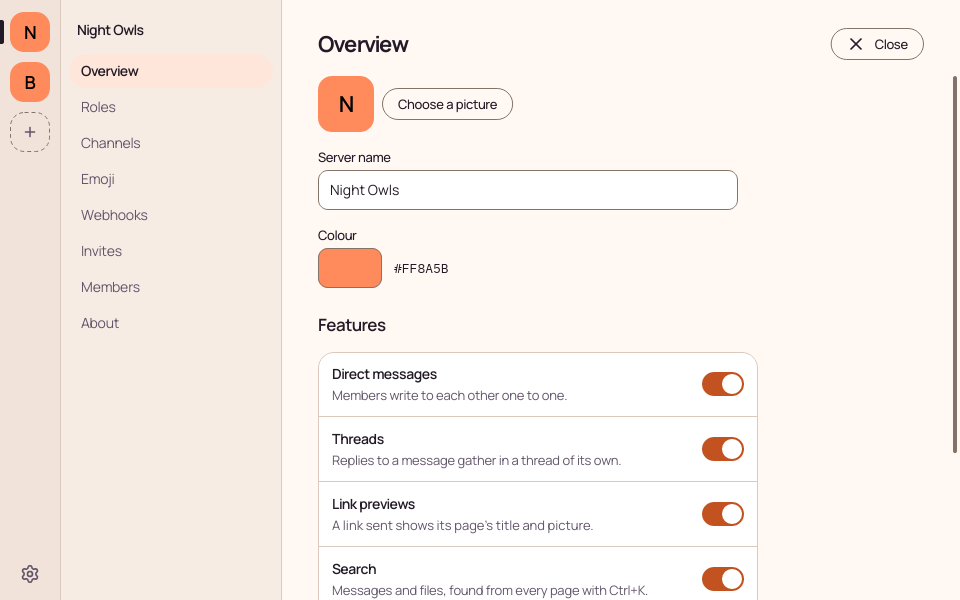 N
B
Night Owls
Overview
Roles
Channels
Emoji
Webhooks
Invites
Members
About
Overview
Close
N
Choose a picture
Server name
Night Owls
Colour
#FF8A5B
Features
Direct messages
Members write to each other one to one.
Threads
Replies to a message gather in a thread of its own.
Link previews
A link sent shows its page's title and picture.
Search
Messages and files, found from every page with Ctrl+K.